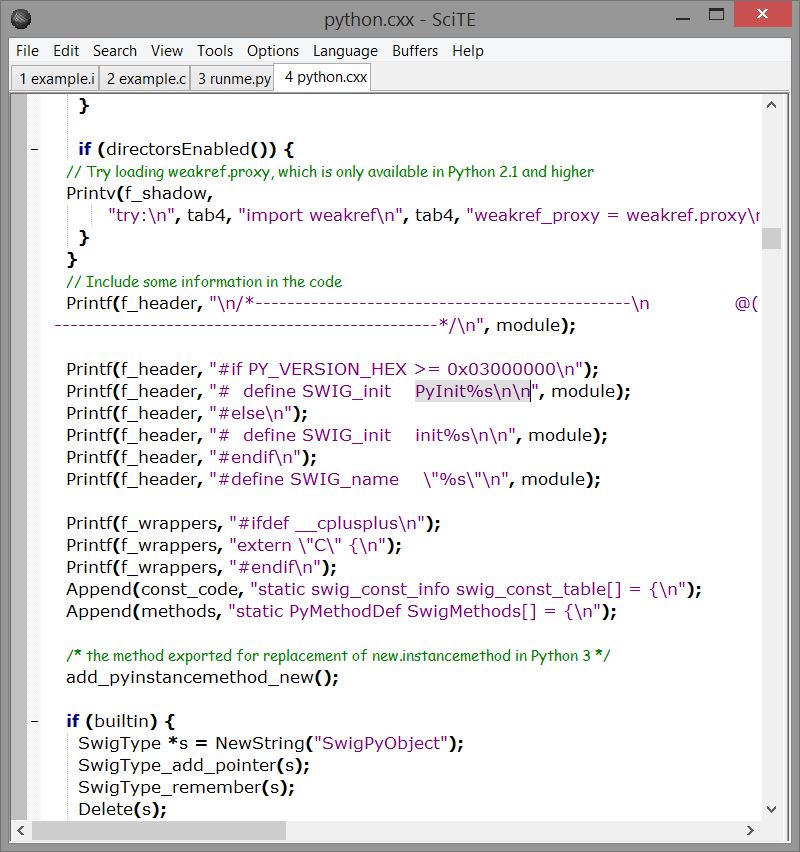 python.cxx - SciTE
File Edit Search View Tools Options Language Buffers Help
1 example.i 2 example.c 3 runme.py 4 python.cxx
}
if (directorsEnabled()) {
// Try loading weakref.proxy, which is only available in Python 2.1 and higher
Printv(f_shadow,
"try:\n", tab4, "import weakref\n", tab4, "weakref_proxy = weakref.proxy\n
}
}
// Include some information in the code
Printf(f_header, "\n/*-----------------------------------------------\n @(
------------------------------------------------*/\n", module);
Printf(f_header, "#if PY_VERSION_HEX >= 0x03000000\n");
Printf(f_header, "#  define SWIG_init    PyInit%s\n\n", module);
Printf(f_header, "#else\n");
Printf(f_header, "#  define SWIG_init    init%s\n\n", module);
Printf(f_header, "#endif\n");
Printf(f_header, "#define SWIG_name    \"%s\"\n", module);
Printf(f_wrappers, "#ifdef __cplusplus\n");
Printf(f_wrappers, "extern \"C\" {\n");
Printf(f_wrappers, "#endif\n");
Append(const_code, "static swig_const_info swig_const_table[] = {\n");
Append(methods, "static PyMethodDef SwigMethods[] = {\n");
/* the method exported for replacement of new.instancemethod in Python 3 */
add_pyinstancemethod_new();
if (builtin) {
SwigType *s = NewString("SwigPyObject");
SwigType_add_pointer(s);
SwigType_remember(s);
Delete(s);